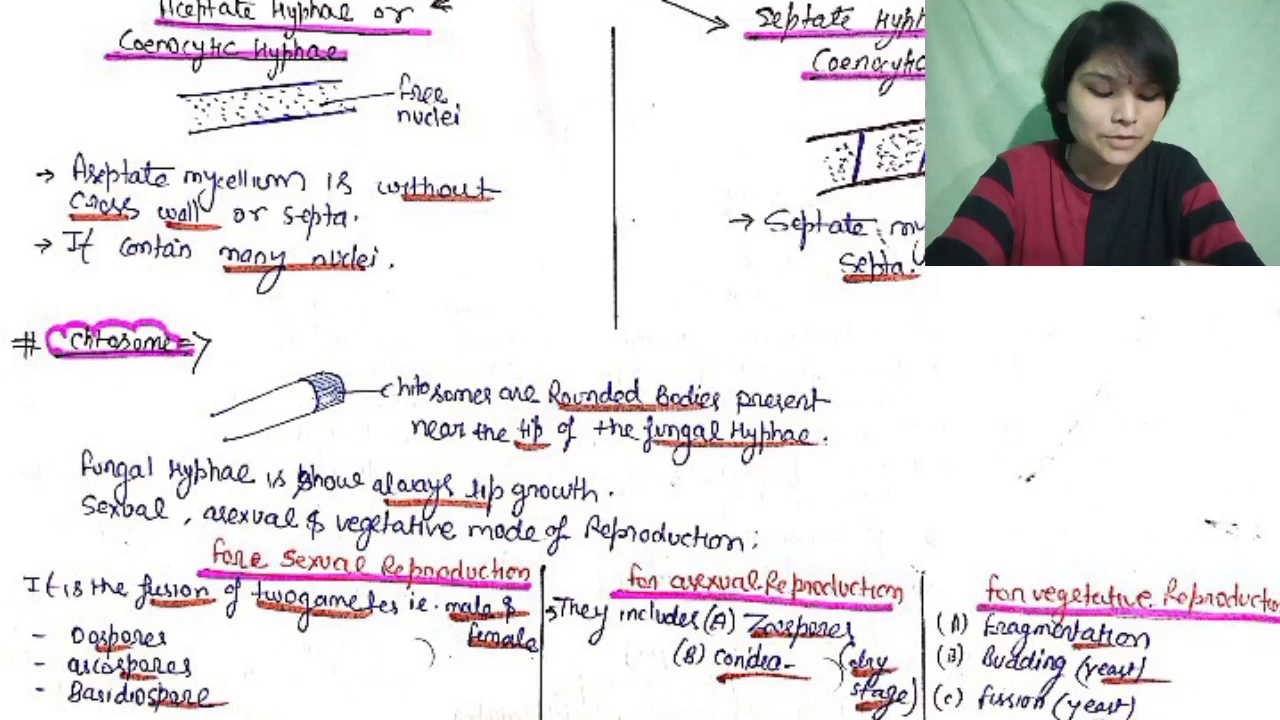 Aseptate Hyphae or
Coenocytic Hyphae
free
nuclei
→ Aseptate mycellium is without
cross wall or septa.
→ It contain many nuclei.
Septate Hyph
Coenocytic
→ Septate my
Septa.
# Chitosome ⇒
Chitosomes are Rounded Bodies present
near the tip of the fungal Hyphae.
Fungal Hyphae is show always tip growth.
Sexual, asexual & vegetative mode of Reproduction.
For Sexual Reproduction
It is the fusion of two gametes i.e. male &
female
- Oospores
- ascospores
- Basidiospore
for asexual Reproduction
They includes (A) Zoospores
(B) conidia
(dry
stage)
for vegetative Reproductio
(A) Fragmentation
(B) Budding (yeast)
(c) fission (yeast)